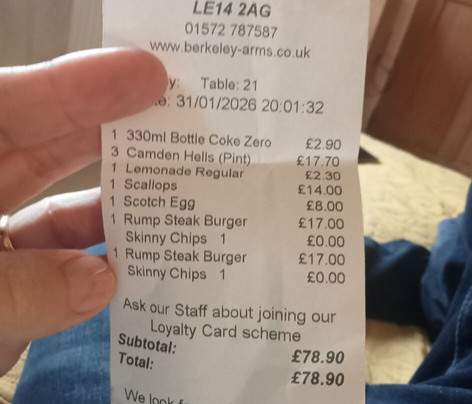 LE14 2AG
01572 787587
www.berkeley-arms.co.uk
y: Table: 21
e: 31/01/2026 20:01:32
1 330ml Bottle Coke Zero £2.90
3 Camden Hells (Pint) £17.70
1 Lemonade Regular £2.30
1 Scallops £14.00
1 Scotch Egg £8.00
1 Rump Steak Burger £17.00
Skinny Chips 1 £0.00
1 Rump Steak Burger £17.00
Skinny Chips 1 £0.00
Ask our Staff about joining our
Loyalty Card scheme
Subtotal: £78.90
Total: £78.90
We look